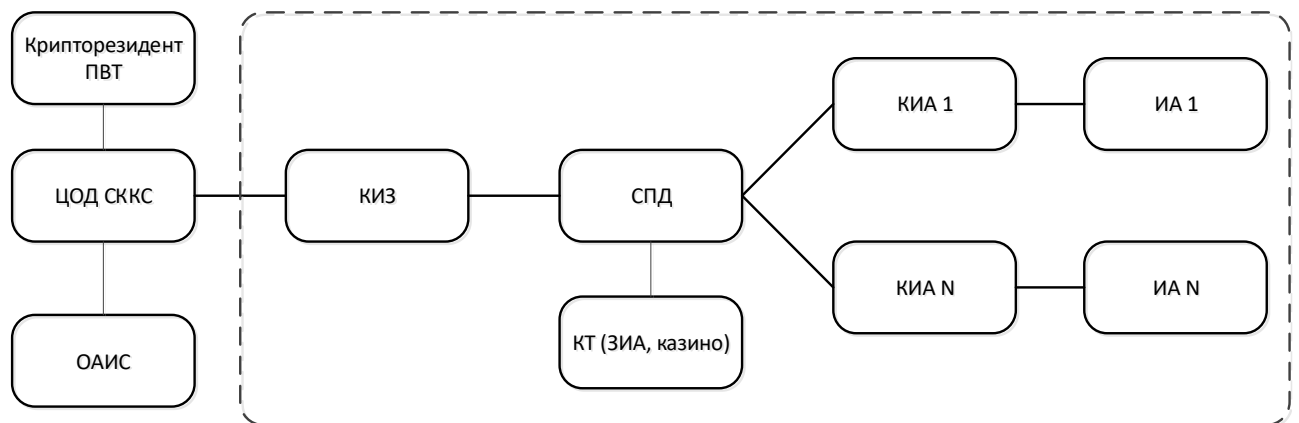 Крипторезидент
ПВТ
ЦОД СККС
ОАИС
КИЗ
СПД
КТ (ЗИА, казино)
КИА 1
ИА 1
КИА N
ИА N